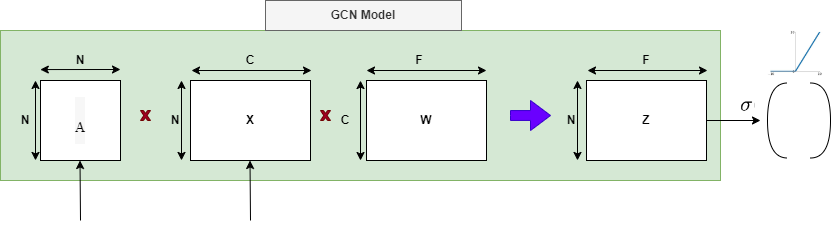 GCN Model
N C F F
N A x N X x C W N Z σ